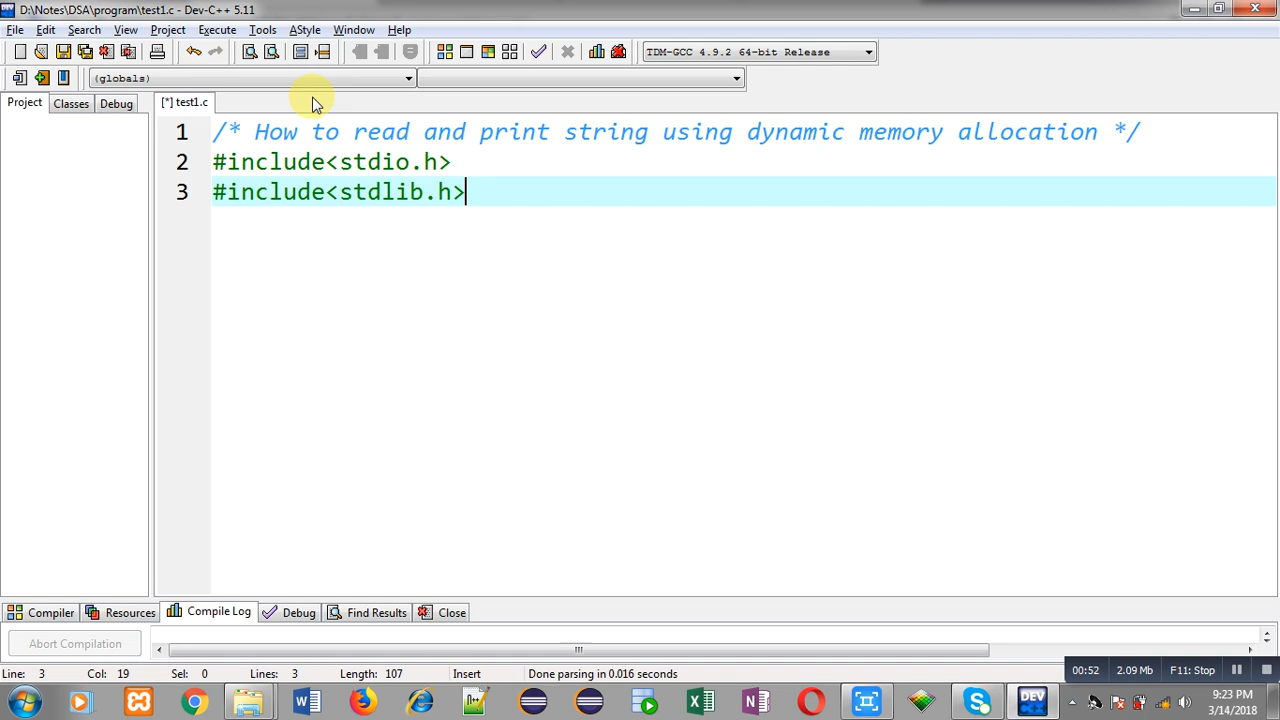 D:\Notes\DSA\program\test1.c - Dev-C++ 5.11
File Edit Search View Project Execute Tools AStyle Window Help
TDM-GCC 4.9.2 64-bit Release
(globals)
Project Classes Debug [*] test1.c
1 /* How to read and print string using dynamic memory allocation */
2 #include<stdio.h>
3 #include<stdlib.h>
Compiler Resources Compile Log Debug Find Results Close
Abort Compilation
Line: 3 Col: 19 Sel: 0 Lines: 3 Length: 107 Insert Done parsing in 0.016 seconds
00:52 2.09 Mb F11: Stop
DEV
9:23 PM
3/14/2018